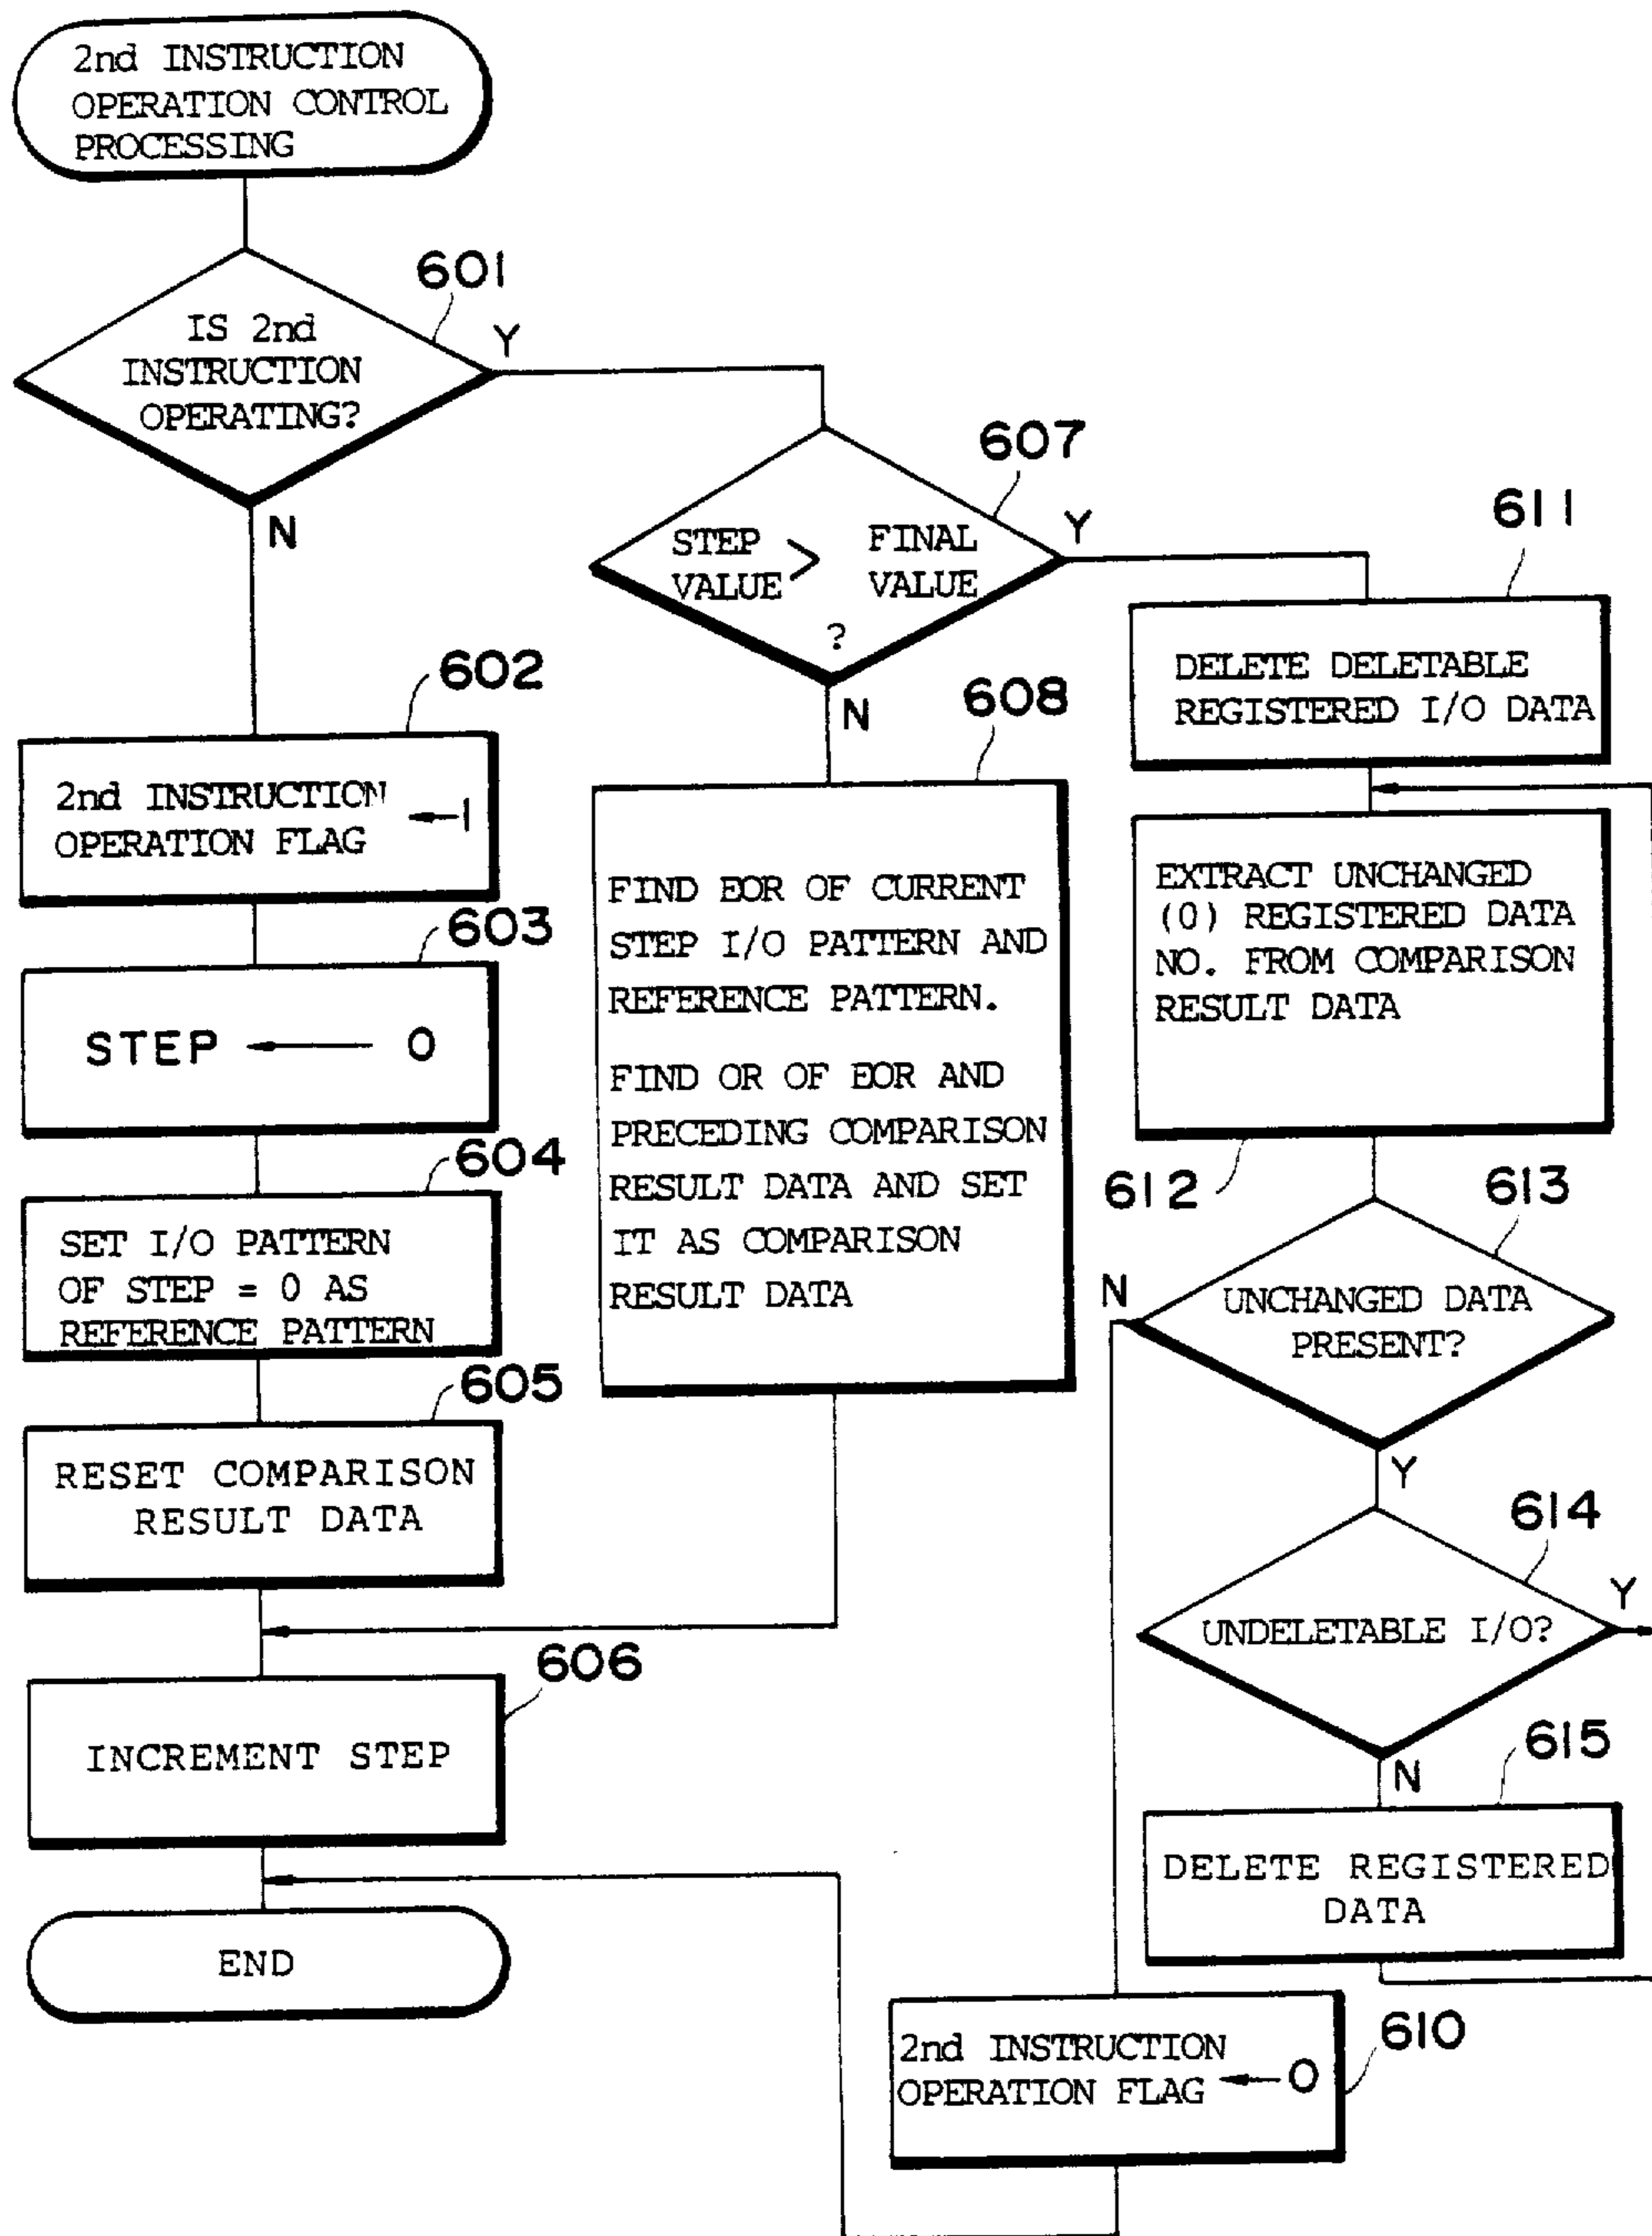 2nd INSTRUCTION
OPERATION CONTROL
PROCESSING
601
IS 2nd
INSTRUCTION
OPERATING?
Y
N
602
2nd INSTRUCTION
OPERATION FLAG
←1
603
STEP ← 0
604
SET I/O PATTERN
OF STEP = 0 AS
REFERENCE PATTERN
605
RESET COMPARISON
RESULT DATA
606
INCREMENT STEP
END
607
STEP
VALUE
>
FINAL
VALUE
?
Y
N
608
FIND EOR OF CURRENT
STEP I/O PATTERN AND
REFERENCE PATTERN.
FIND OR OF EOR AND
PRECEDING COMPARISON
RESULT DATA AND SET
IT AS COMPARISON
RESULT DATA
611
DELETE DELETABLE
REGISTERED I/O DATA
EXTRACT UNCHANGED
(0) REGISTERED DATA
NO. FROM COMPARISON
RESULT DATA
612
613
N
UNCHANGED DATA
PRESENT?
Y
614
UNDELETABLE I/O?
Y
N
615
DELETE REGISTERED
DATA
610
2nd INSTRUCTION
OPERATION FLAG ← 0